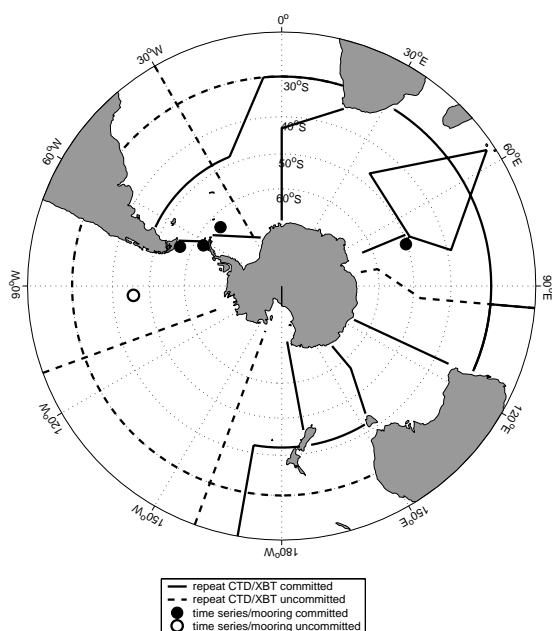 0°
30°W
30°E
30°S
40°S
50°S
60°S
60°W
60°E
90°W
90°E
120°W
120°E
150°W
150°E
180°W
repeat CTD/XBT committed
repeat CTD/XBT uncommitted
time series/mooring committed
time series/mooring uncommitted